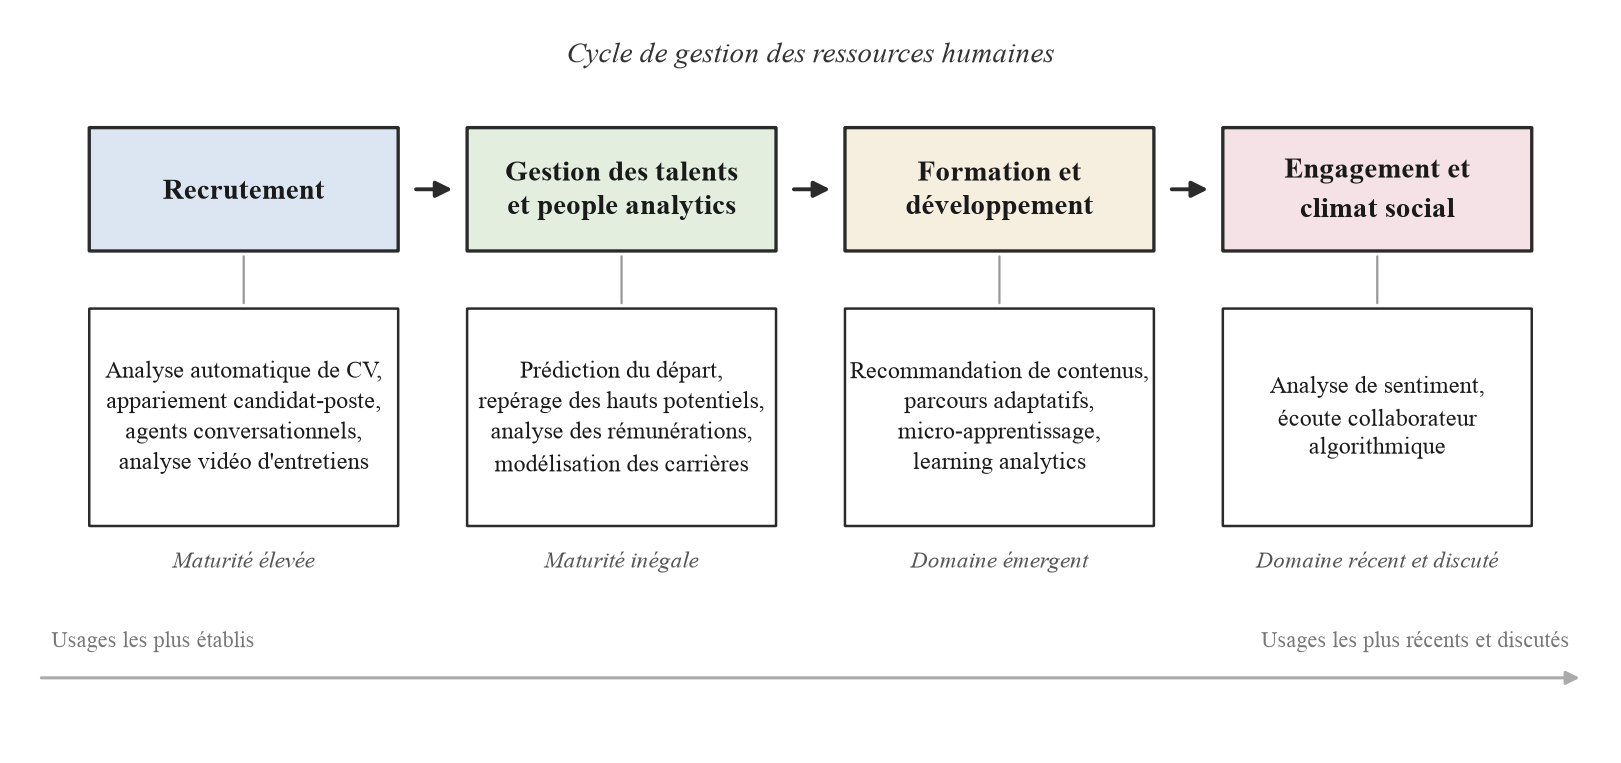 Cycle de gestion des ressources humaines
Recrutement
Gestion des talents
et people analytics
Formation et
développement
Engagement et
climat social
Analyse automatique de CV,
appariement candidat-poste,
agents conversationnels,
analyse vidéo d'entretiens
Prédiction du départ,
repérage des hauts potentiels,
analyse des rémunérations,
modélisation des carrières
Recommandation de contenus,
parcours adaptatifs,
micro-apprentissage,
learning analytics
Analyse de sentiment,
écoute collaborateur
algorithmique
Maturité élevée
Maturité inégale
Domaine émergent
Domaine récent et discuté
Usages les plus établis
Usages les plus récents et discutés